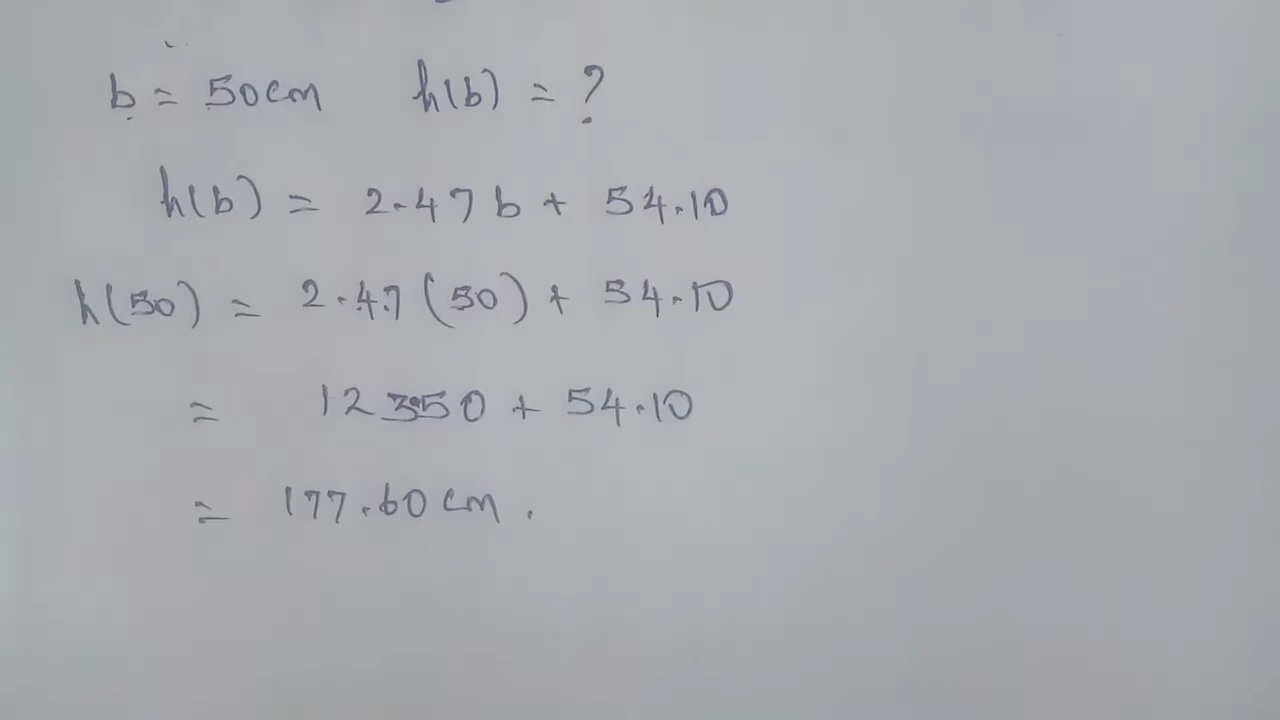 b = 50cm h(b) = ?
h(b) = 2.47b + 54.10
h(50) = 2.47(50) + 54.10
= 123.50 + 54.10
= 177.60 cm.